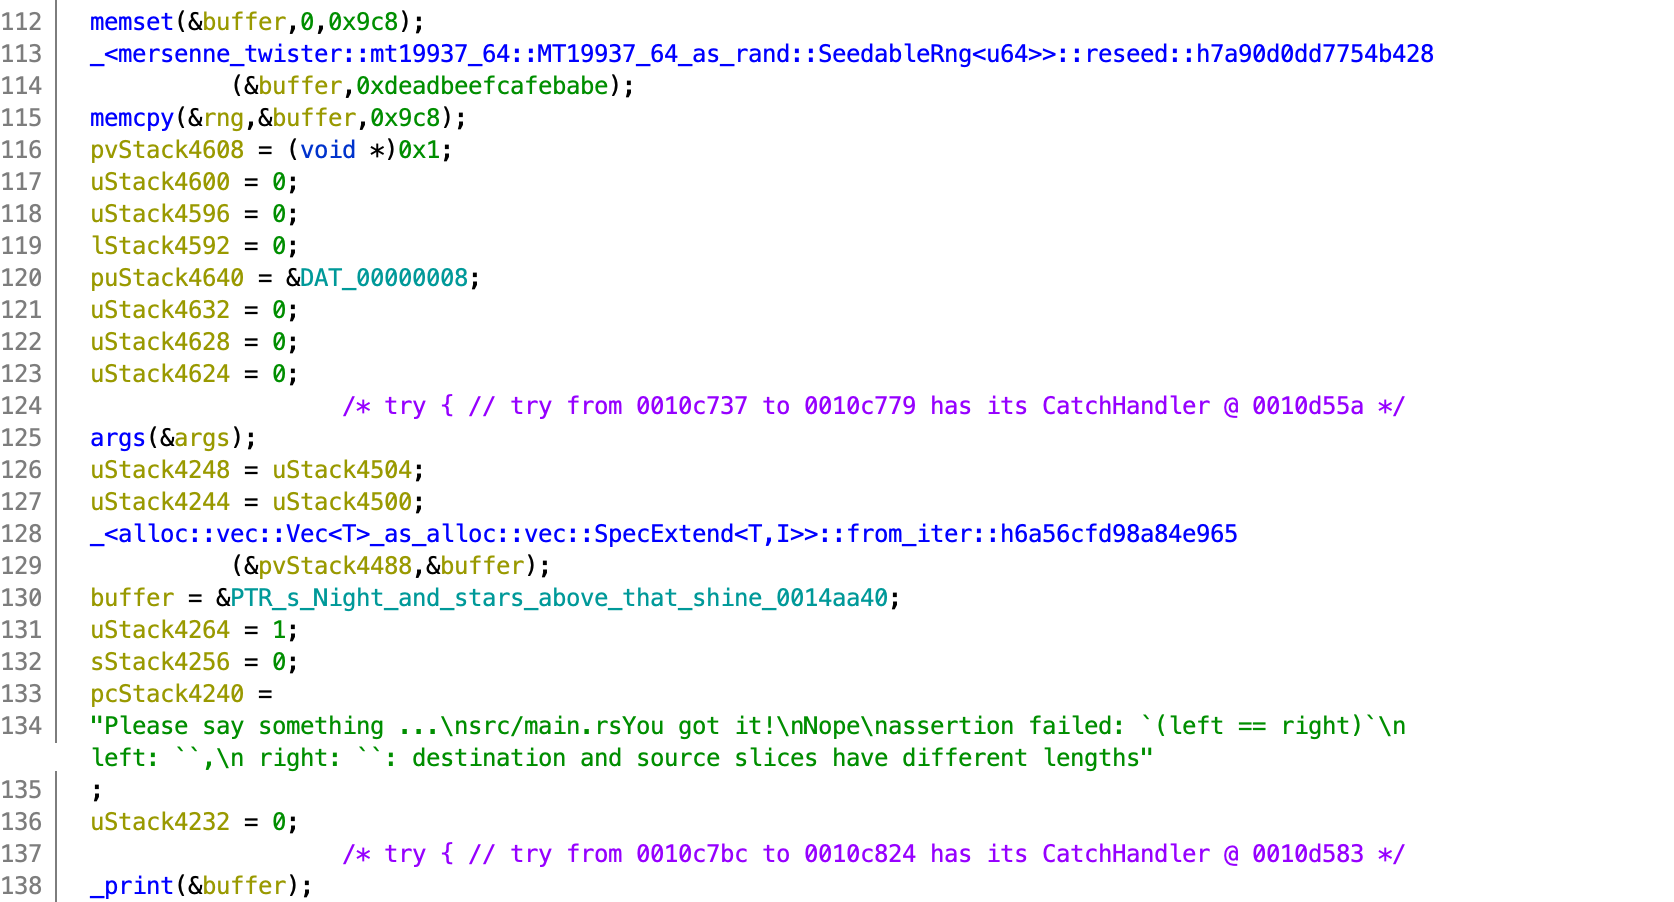 112 memset(&buffer,0,0x9c8);
113 _<mersenne_twister::mt19937_64::MT19937_64_as_rand::SeedableRng<u64>>::reseed::h7a90d0dd7754b428
114 (&buffer,0xdeadbeefcafebabe);
115 memcpy(&rng,&buffer,0x9c8);
116 pvStack4608 = (void *)0x1;
117 uStack4600 = 0;
118 uStack4596 = 0;
119 lStack4592 = 0;
120 puStack4640 = &DAT_00000008;
121 uStack4632 = 0;
122 uStack4628 = 0;
123 uStack4624 = 0;
124 /* try { // try from 0010c737 to 0010c779 has its CatchHandler @ 0010d55a */
125 args(&args);
126 uStack4248 = uStack4504;
127 uStack4244 = uStack4500;
128 _<alloc::vec::Vec<T>_as_alloc::vec::SpecExtend<T,I>>::from_iter::h6a56cfd98a84e965
129 (&pvStack4488,&buffer);
130 buffer = &PTR_s_Night_and_stars_above_that_shine_0014aa40;
131 uStack4264 = 1;
132 sStack4256 = 0;
133 pcStack4240 =
134 "Please say something ...\nsrc/main.rsYou got it!\nNope\nassertion failed: `(left == right)`\n
left: ``,\n right: ``: destination and source slices have different lengths"
135 ;
136 uStack4232 = 0;
137 /* try { // try from 0010c7bc to 0010c824 has its CatchHandler @ 0010d583 */
138 _print(&buffer);